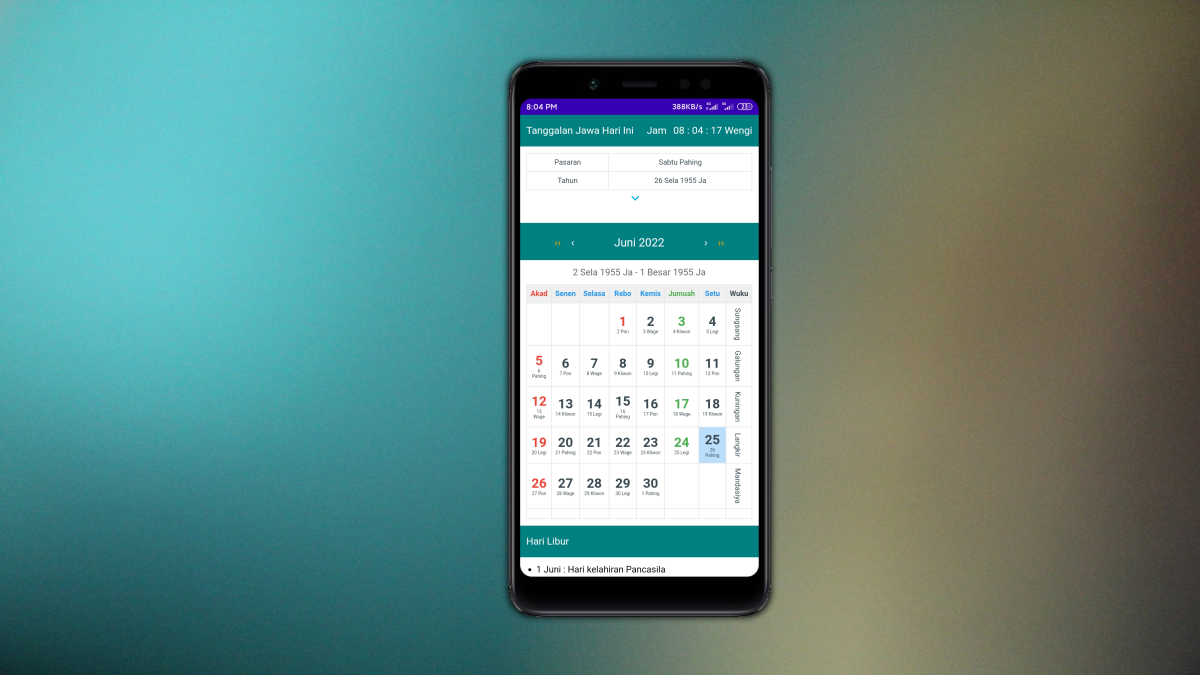 8:04 PM 388KB/s 4G 4G 23
Tanggalan Jawa Hari Ini Jam 08 : 04 : 17 Wengi
Pasaran Sabtu Pahing
Tahun 26 Sela 1955 Ja
‹‹ ‹ Juni 2022 › ››
2 Sela 1955 Ja - 1 Besar 1955 Ja
Akad Senen Selasa Rebo Kemis Jumuah Setu Wuku
1 2 3 4 Sungsang
2 Pon 3 Wage 4 Kliwon 5 Legi
5 6 7 8 9 10 11 Galungan
6 Pahing 7 Pon 8 Wage 9 Kliwon 10 Legi 11 Pahing 12 Pon
12 13 14 15 16 17 18 Kuningan
13 Wage 14 Kliwon 15 Legi 16 Pahing 17 Pon 18 Wage 19 Kliwon
19 20 21 22 23 24 25 Langkir
20 Legi 21 Pahing 22 Pon 23 Wage 24 Kliwon 25 Legi 26 Pahing
26 27 28 29 30 Mandasiya
27 Pon 28 Wage 29 Kliwon 30 Legi 1 Pahing
Hari Libur
• 1 Juni : Hari kelahiran Pancasila